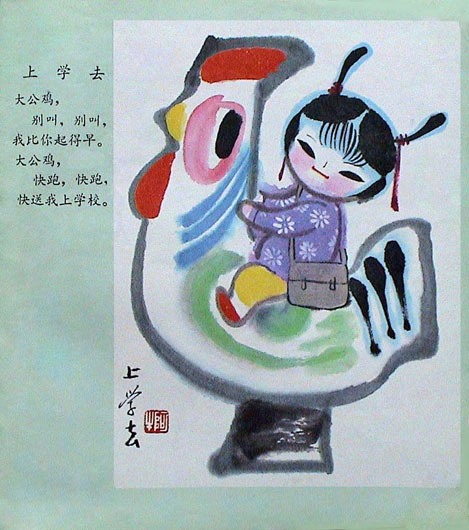 上学去
大公鸡，
别叫，别叫，
我比你起得早。
大公鸡，
快跑，快跑，
快送我上学校。
上学去